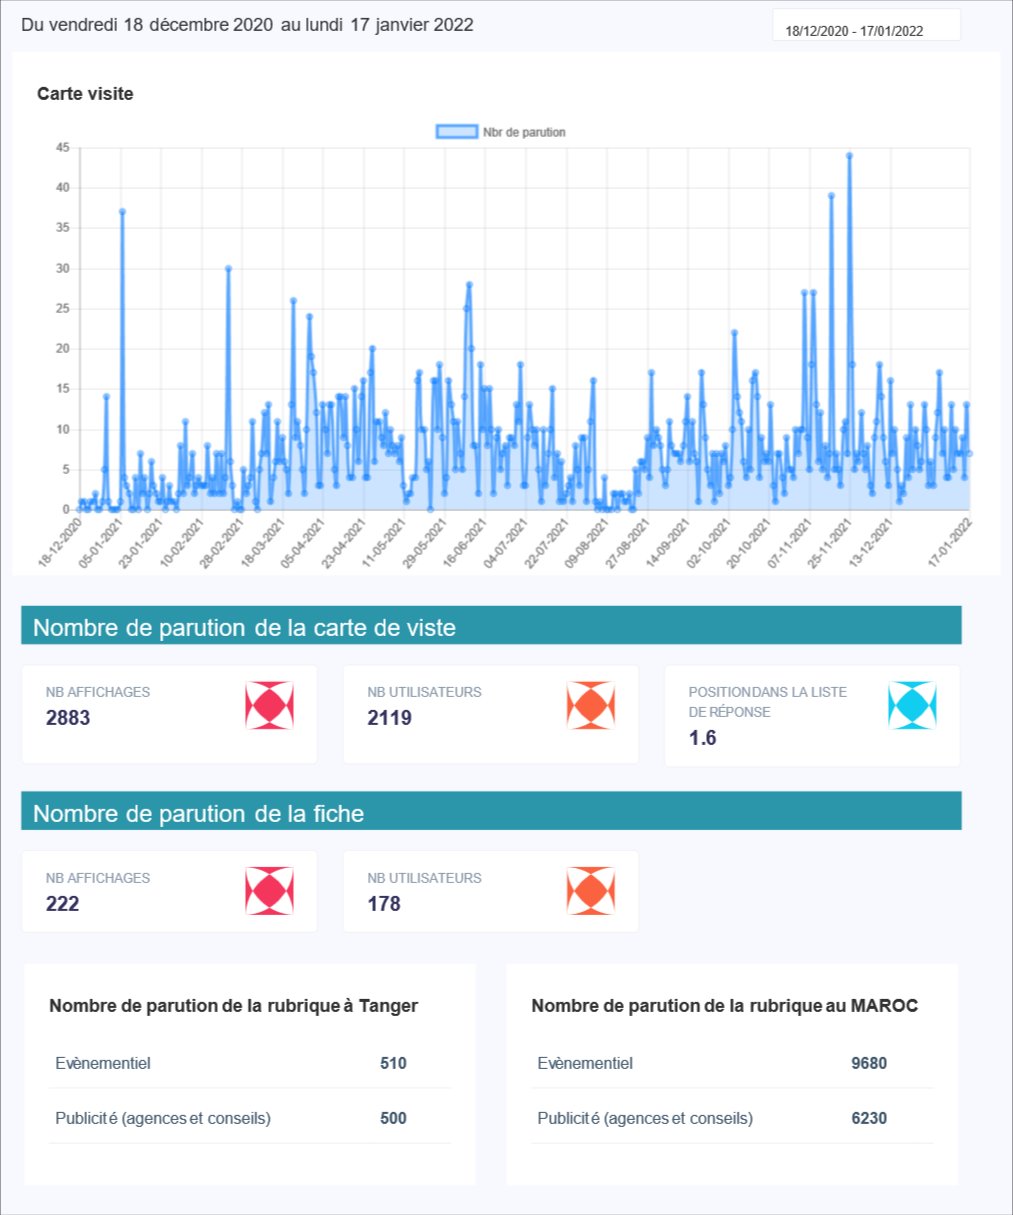 Du vendredi 18 décembre 2020 au lundi 17 janvier 2022
18/12/2020 - 17/01/2022
Carte visite
Nbr de parution
45
40
35
30
25
20
15
10
5
0
18-12-2020
05-01-2021
23-01-2021
10-02-2021
28-02-2021
18-03-2021
05-04-2021
23-04-2021
11-05-2021
29-05-2021
16-06-2021
04-07-2021
22-07-2021
09-08-2021
27-08-2021
14-09-2021
02-10-2021
20-10-2021
07-11-2021
25-11-2021
13-12-2021
17-01-2022
Nombre de parution de la carte de viste
NB AFFICHAGES
2883
NB UTILISATEURS
2119
POSITIONDANS LA LISTE
DE RÉPONSE
1.6
Nombre de parution de la fiche
NB AFFICHAGES
222
NB UTILISATEURS
178
Nombre de parution de la rubrique à Tanger
Evènementiel 510
Publicité (agences et conseils) 500
Nombre de parution de la rubrique au MAROC
Evènementiel 9680
Publicité (agences et conseils) 6230